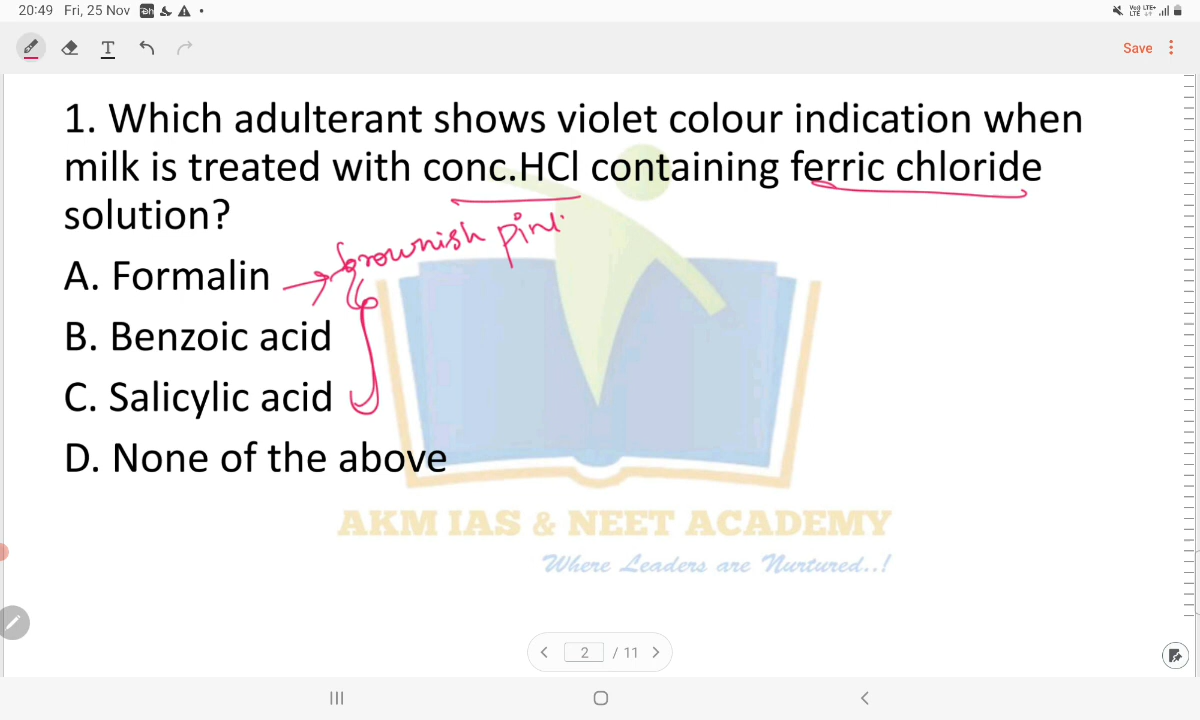 20:49 Fri, 25 Nov
Save
1. Which adulterant shows violet colour indication when
milk is treated with conc.HCl containing ferric chloride
solution?
brownish pink
A. Formalin
B. Benzoic acid
C. Salicylic acid
D. None of the above
AKM IAS & NEET ACADEMY
Where Leaders are Nurtured..!
2 / 11